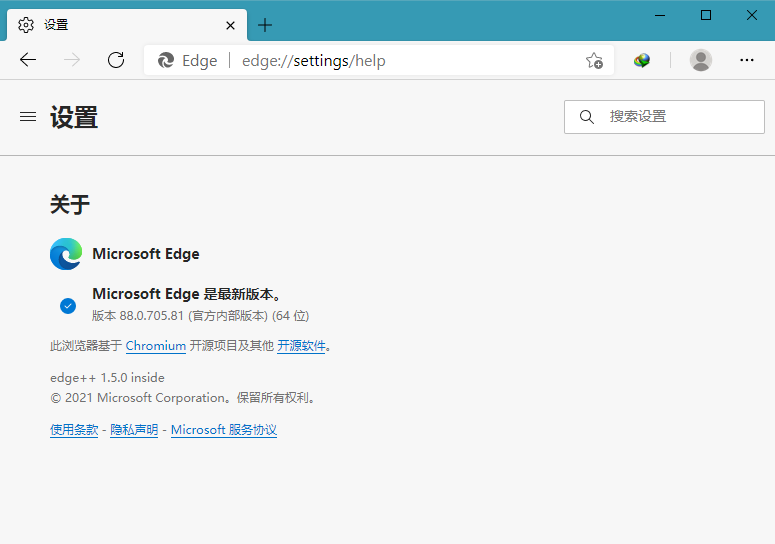 设置
Edge | edge://settings/help
设置
搜索设置
关于
Microsoft Edge
Microsoft Edge 是最新版本。
版本 88.0.705.81 (官方内部版本) (64 位)
此浏览器基于 Chromium 开源项目及其他 开源软件。
edge++ 1.5.0 inside
© 2021 Microsoft Corporation。保留所有权利。
使用条款 - 隐私声明 - Microsoft 服务协议